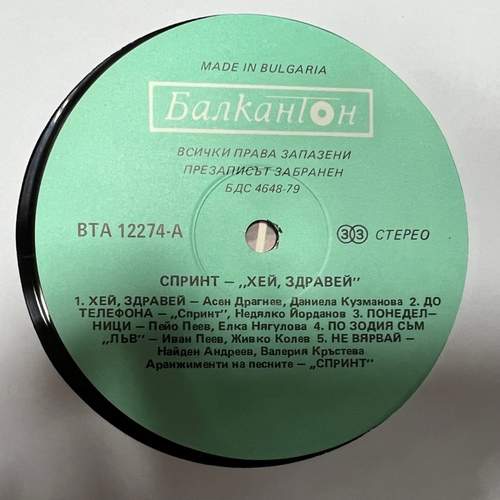 MADE IN BULGARIA
Балкантон
ВСИЧКИ ПРАВА ЗАПАЗЕНИ
ПРЕЗАПИСЪТ ЗАБРАНЕН
БДС 4648-79
ВТА 12274-А
33 СТЕРЕО
СПРИНТ – „ХЕЙ, ЗДРАВЕЙ"
1. ХЕЙ, ЗДРАВЕЙ – Асен Драгнев, Даниела Кузманова 2. ДО
ТЕЛЕФОНА – „Спринт", Недялко Йорданов 3. ПОНЕДЕЛ-
НИЦИ – Пейо Пеев, Елка Нягулова 4. ПО ЗОДИЯ СЪМ
„ЛЪВ" – Иван Пеев, Живко Колев 5. НЕ ВЯРВАЙ –
Найден Андреев, Валерия Кръстева
Аранжименти на песните – „СПРИНТ"